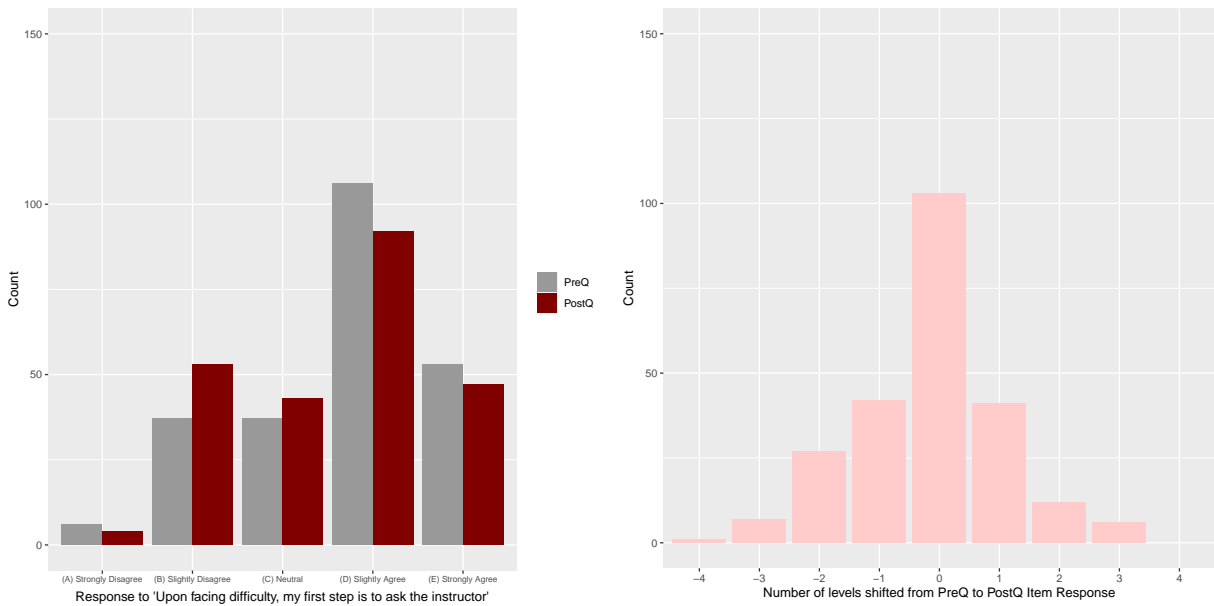 150
100
50
0
Count
(A) Strongly Disagree (B) Slightly Disagree (C) Neutral (D) Slightly Agree (E) Strongly Agree
Response to 'Upon facing difficulty, my first step is to ask the instructor'
PreQ
PostQ
150
100
50
0
Count
−4 −3 −2 −1 0 1 2 3 4
Number of levels shifted from PreQ to PostQ Item Response